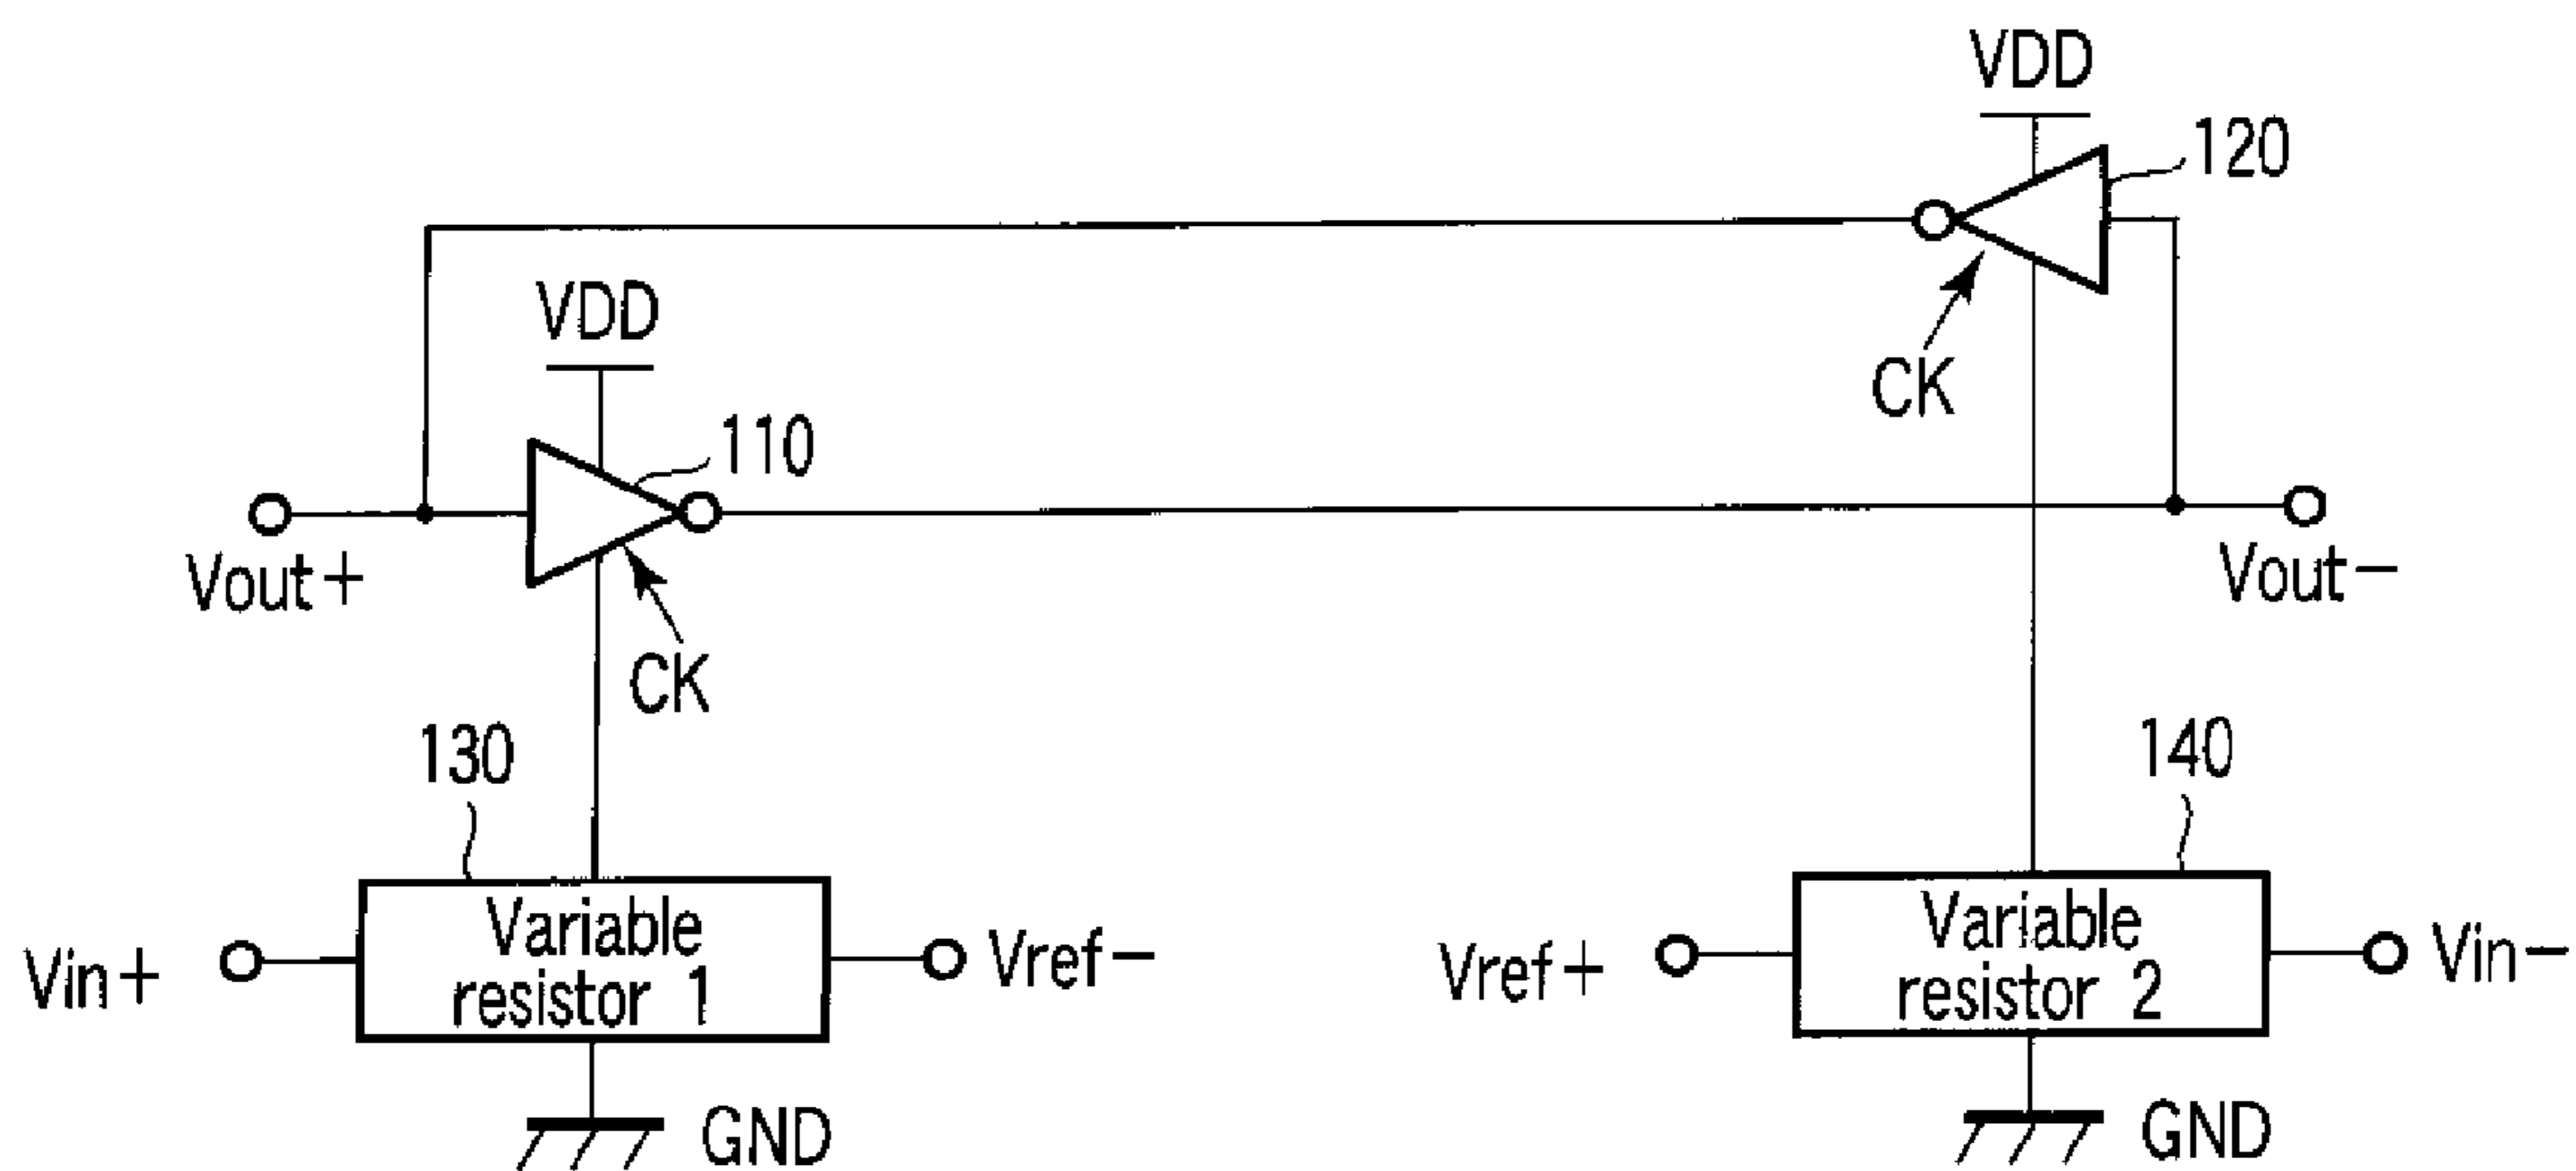 VDD
120
VDD
CK
110
Vout+
Vout−
CK
130
140
Vin+
Variable
resistor 1
Vref−
Vref+
Variable
resistor 2
Vin−
GND
GND